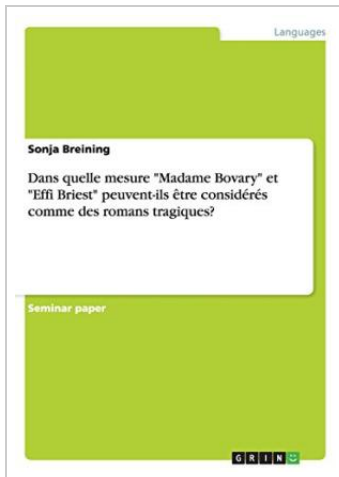 Languages
Sonja Breining
Dans quelle mesure "Madame Bovary" et
"Effi Briest" peuvent-ils être considérés
comme des romans tragiques?
Seminar paper
GRIN